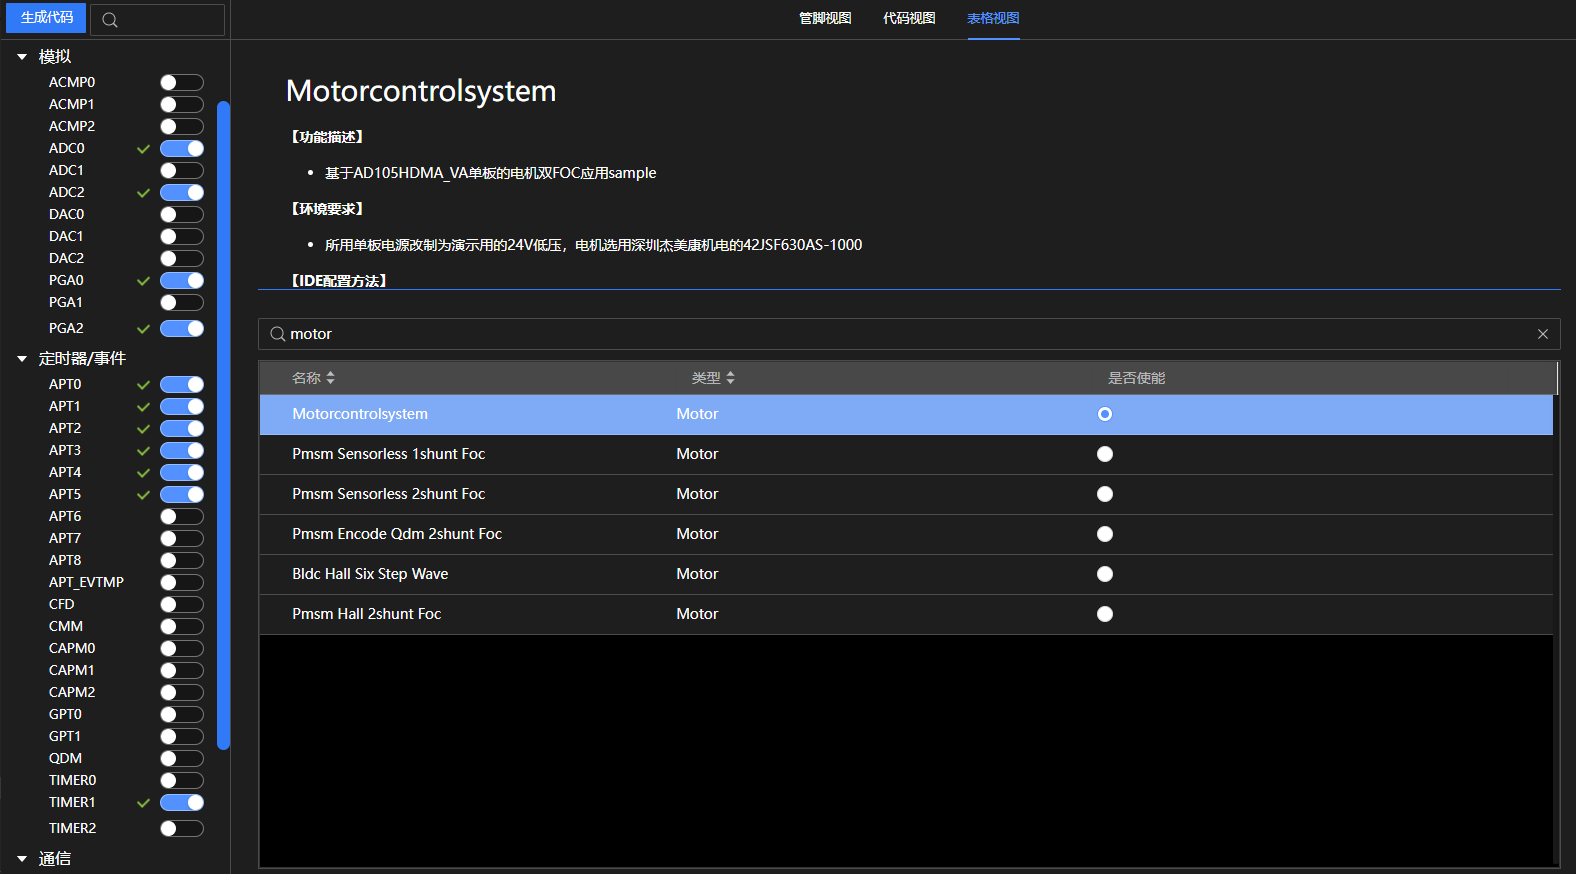 生成代码
管脚视图
代码视图
表格视图
模拟
ACMP0
ACMP1
ACMP2
ADC0
ADC1
ADC2
DAC0
DAC1
DAC2
PGA0
PGA1
PGA2
定时器/事件
APT0
APT1
APT2
APT3
APT4
APT5
APT6
APT7
APT8
APT_EVTMP
CFD
CMM
CAPM0
CAPM1
CAPM2
GPT0
GPT1
QDM
TIMER0
TIMER1
TIMER2
通信
Motorcontrolsystem
【功能描述】
• 基于AD105HDMA_VA单板的电机双FOC应用sample
【环境要求】
• 所用单板电源改制为演示用的24V低压，电机选用深圳杰美康机电的42JSF630AS-1000
【IDE配置方法】
motor
名称 类型 是否使能
Motorcontrolsystem Motor
Pmsm Sensorless 1shunt Foc Motor
Pmsm Sensorless 2shunt Foc Motor
Pmsm Encode Qdm 2shunt Foc Motor
Bldc Hall Six Step Wave Motor
Pmsm Hall 2shunt Foc Motor